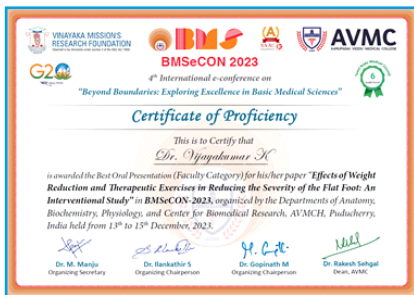 VINAYAKA MISSION'S
RESEARCH FOUNDATION
BMS
AVMC
BMSeCON 2023
G20
4th International e-conference on
"Beyond Boundaries: Exploring Excellence in Basic Medical Sciences"
6
Certificate of Proficiency
This is to Certify that
Dr. Vijayakumar K
is awarded the Best Oral Presentation (Faculty Category) for his/her paper "Effects of Weight
Reduction and Therapeutic Exercises in Reducing the Severity of the Flat Foot: An
Interventional Study" in BMSeCON-2023, organized by the Departments of Anatomy,
Biochemistry, Physiology, and Center for Biomedical Research, AVMCH, Puducherry,
India held from 13th to 15th December, 2023.
Dr. M. Manju
Organizing Secretary
Dr. Ilankathir S
Organizing Chairperson
Dr. Gopinath M
Organizing Chairperson
Dr. Rakesh Sehgal
Dean, AVMC